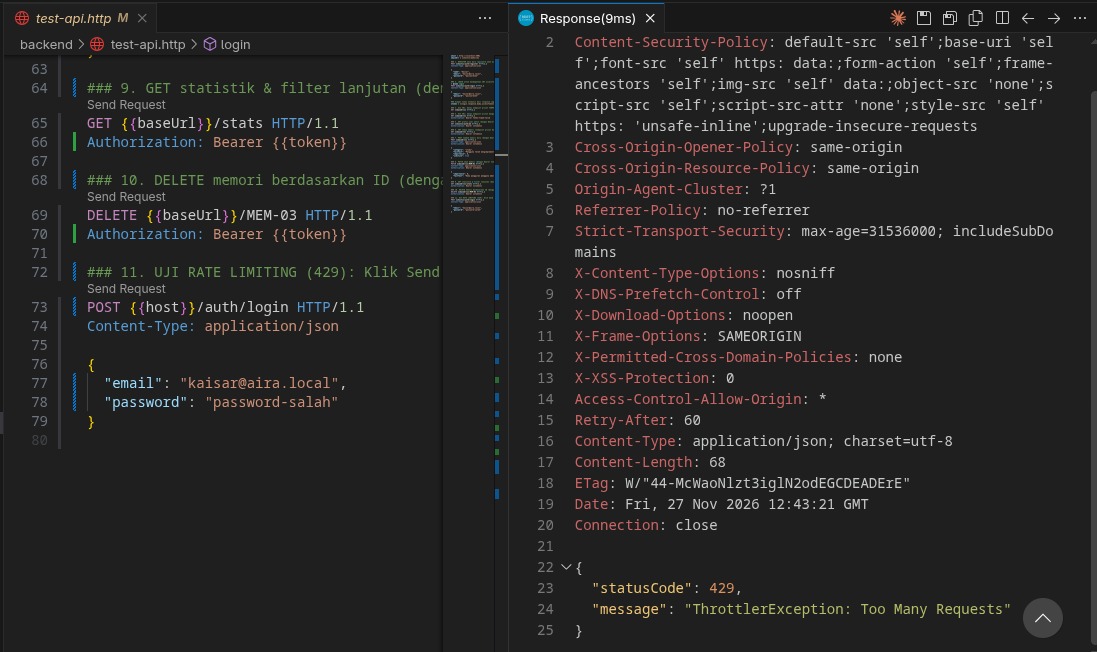 test-api.http M
backend > test-api.http > login
63
64 ### 9. GET statistik & filter lanjutan (den
Send Request
65 GET {{baseUrl}}/stats HTTP/1.1
66 Authorization: Bearer {{token}}
67
68 ### 10. DELETE memori berdasarkan ID (denga
Send Request
69 DELETE {{baseUrl}}/MEM-03 HTTP/1.1
70 Authorization: Bearer {{token}}
71
72 ### 11. UJI RATE LIMITING (429): Klik Send
Send Request
73 POST {{host}}/auth/login HTTP/1.1
74 Content-Type: application/json
75
76 {
77 "email": "kaisar@aira.local",
78 "password": "password-salah"
79 }
80
Response(9ms)
2 Content-Security-Policy: default-src 'self';base-uri 'sel
f';font-src 'self' https: data:;form-action 'self';frame-
ancestors 'self';img-src 'self' data:;object-src 'none';s
cript-src 'self';script-src-attr 'none';style-src 'self'
https: 'unsafe-inline';upgrade-insecure-requests
3 Cross-Origin-Opener-Policy: same-origin
4 Cross-Origin-Resource-Policy: same-origin
5 Origin-Agent-Cluster: ?1
6 Referrer-Policy: no-referrer
7 Strict-Transport-Security: max-age=31536000; includeSubDo
mains
8 X-Content-Type-Options: nosniff
9 X-DNS-Prefetch-Control: off
10 X-Download-Options: noopen
11 X-Frame-Options: SAMEORIGIN
12 X-Permitted-Cross-Domain-Policies: none
13 X-XSS-Protection: 0
14 Access-Control-Allow-Origin: *
15 Retry-After: 60
16 Content-Type: application/json; charset=utf-8
17 Content-Length: 68
18 ETag: W/"44-McWaoNlzt3iglN2odEGCDEADErE"
19 Date: Fri, 27 Nov 2026 12:43:21 GMT
20 Connection: close
21
22 {
23 "statusCode": 429,
24 "message": "ThrottlerException: Too Many Requests"
25 }